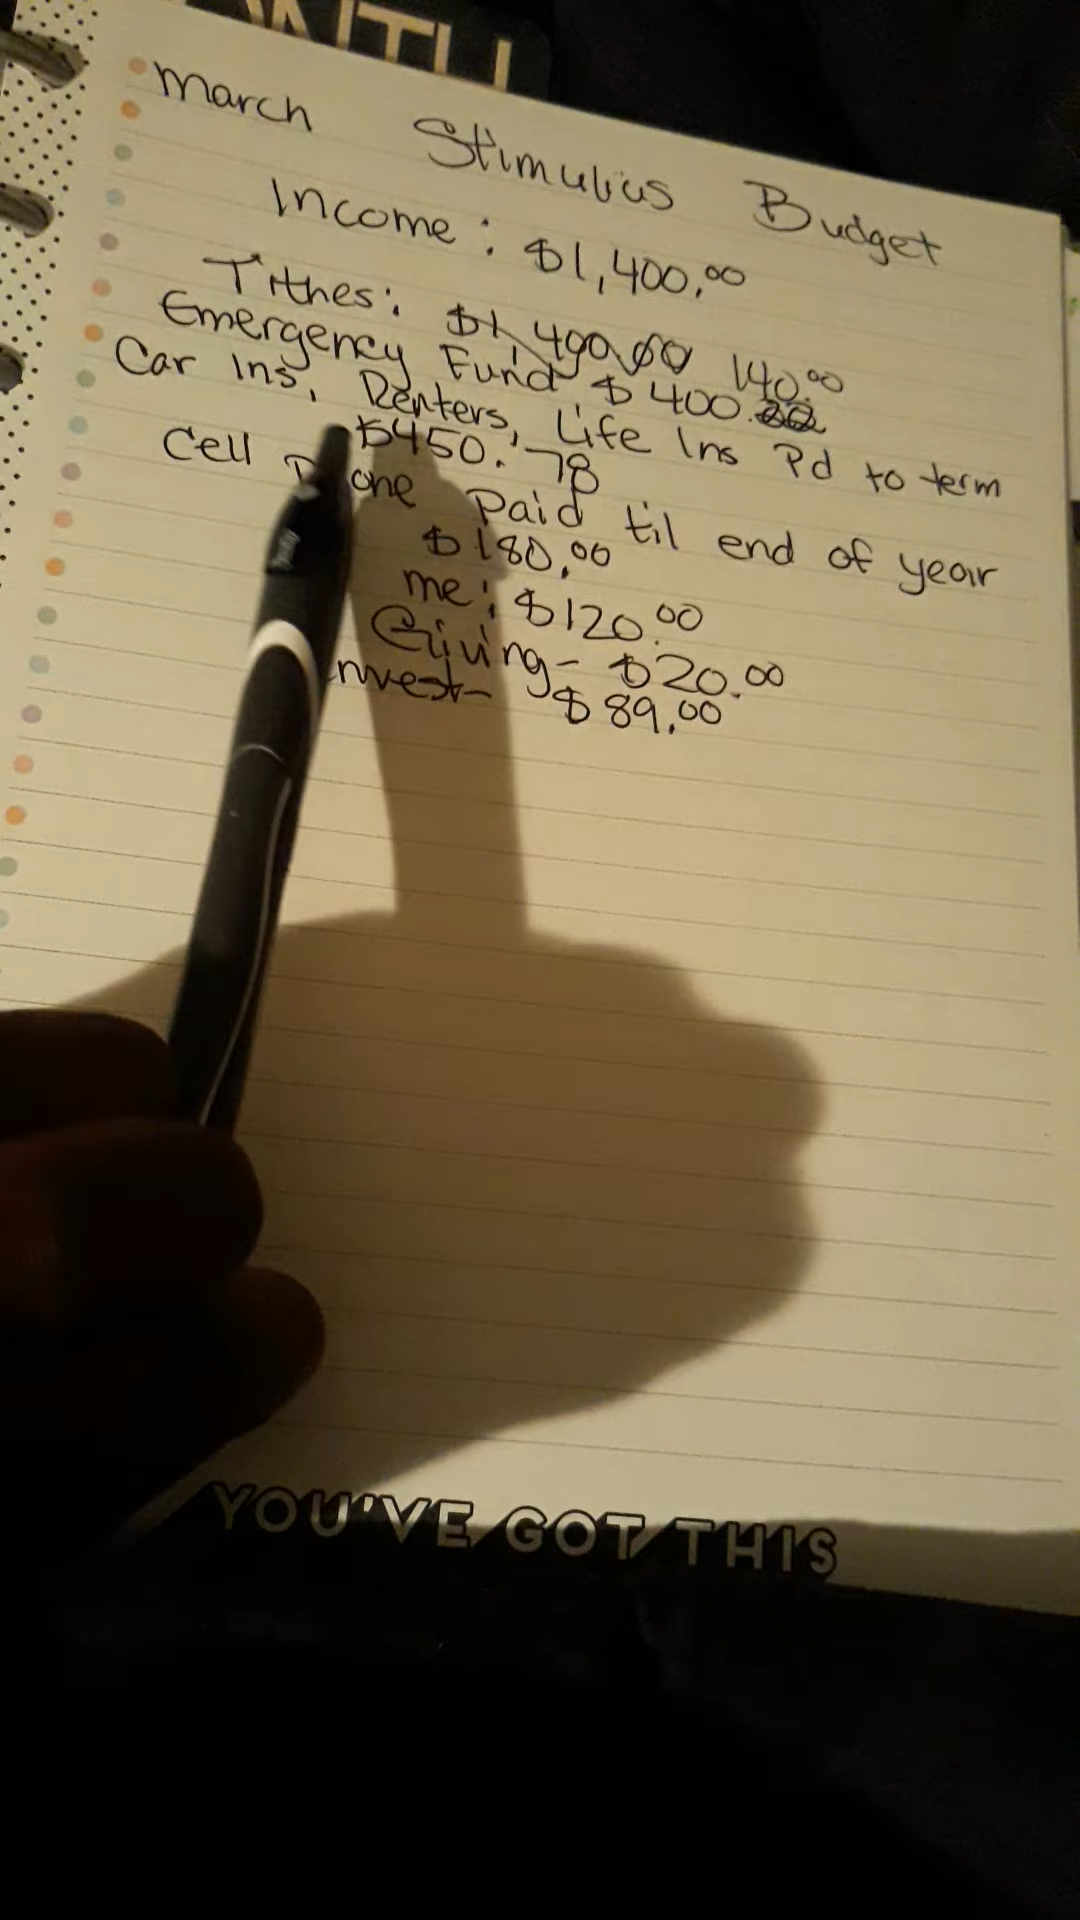 March Stimulus Budget
Income: $1,400.00
Tithes: $1,400.00 140.00
Emergency Fund $400.00
Car Ins, Renters, Life Ins Pd to term
$450.78
Cell Phone Paid til end of year
$180.00
me: $120.00
Giving- $20.00
Invest- $89.00
YOU'VE GOT THIS